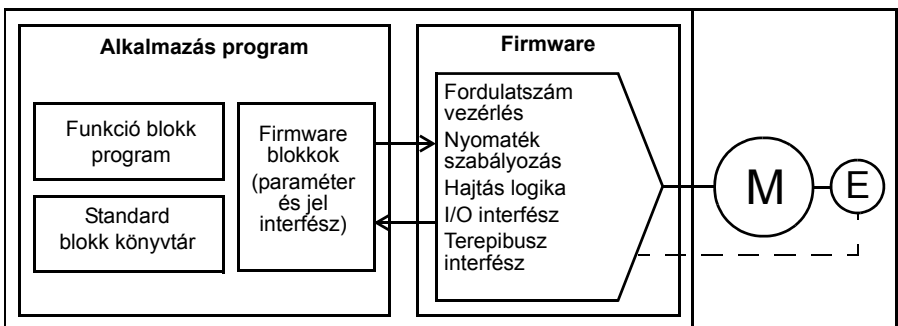 Alkalmazás program
Funkció blokk
program
Standard
blokk könyvtár
Firmware
blokkok
(paraméter
és jel
interfész)
Firmware
Fordulatszám
vezérlés
Nyomaték
szabályozás
Hajtás logika
I/O interfész
Terepibusz
interfész
M
E